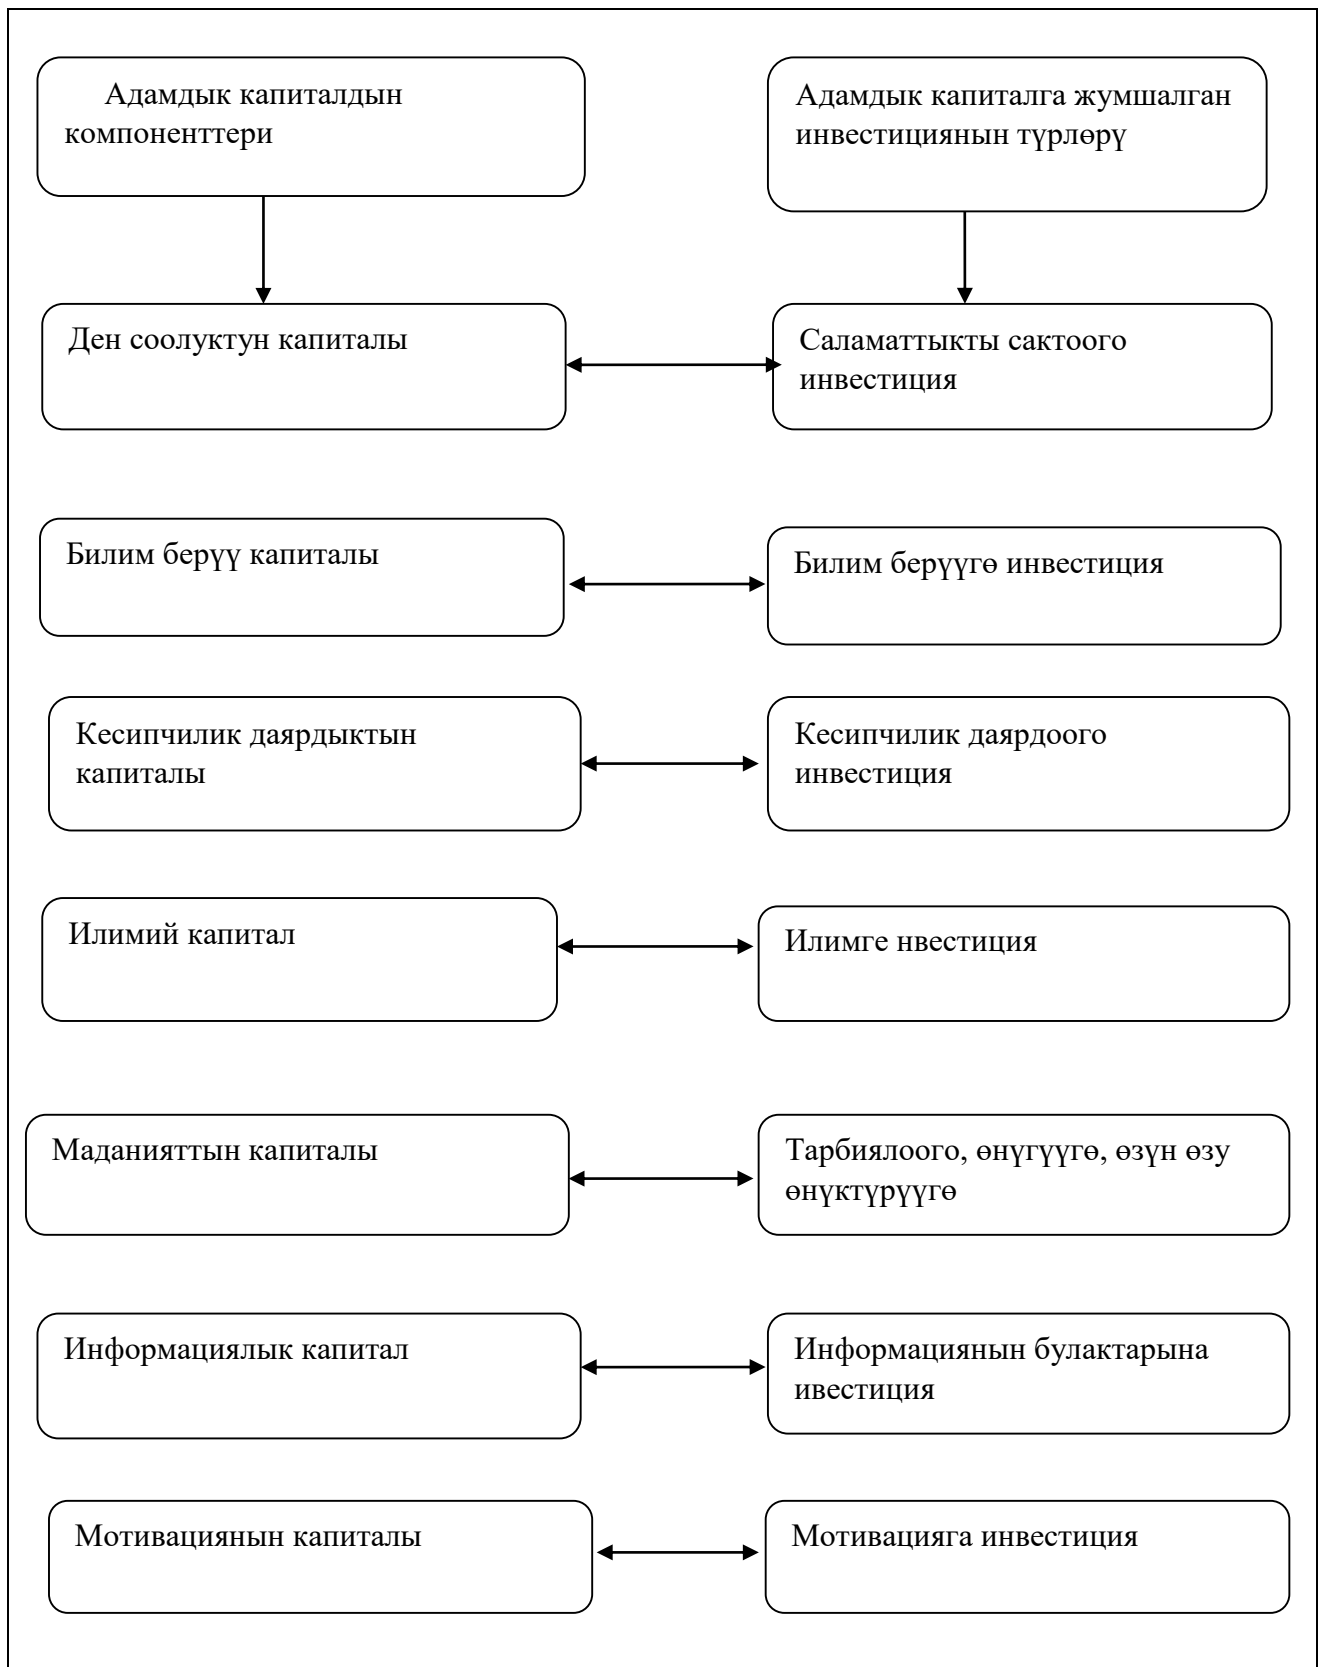 Адамдык капиталдын
компоненттери
Адамдык капиталга жумшалган
инвестициянын түрлөрү
Ден соолуктун капиталы
Саламаттыкты сактоого
инвестиция
Билим берүү капиталы
Билим берүүгө инвестиция
Кесипчилик даярдыктын
капиталы
Кесипчилик даярдоого
инвестиция
Илимий капитал
Илимге нвестиция
Маданияттын капиталы
Тарбиялоого, өнүгүүгө, өзүн өзу
өнүктүрүүгө
Информациялык капитал
Информациянын булактарына
ивестиция
Мотивациянын капиталы
Мотивацияга инвестиция